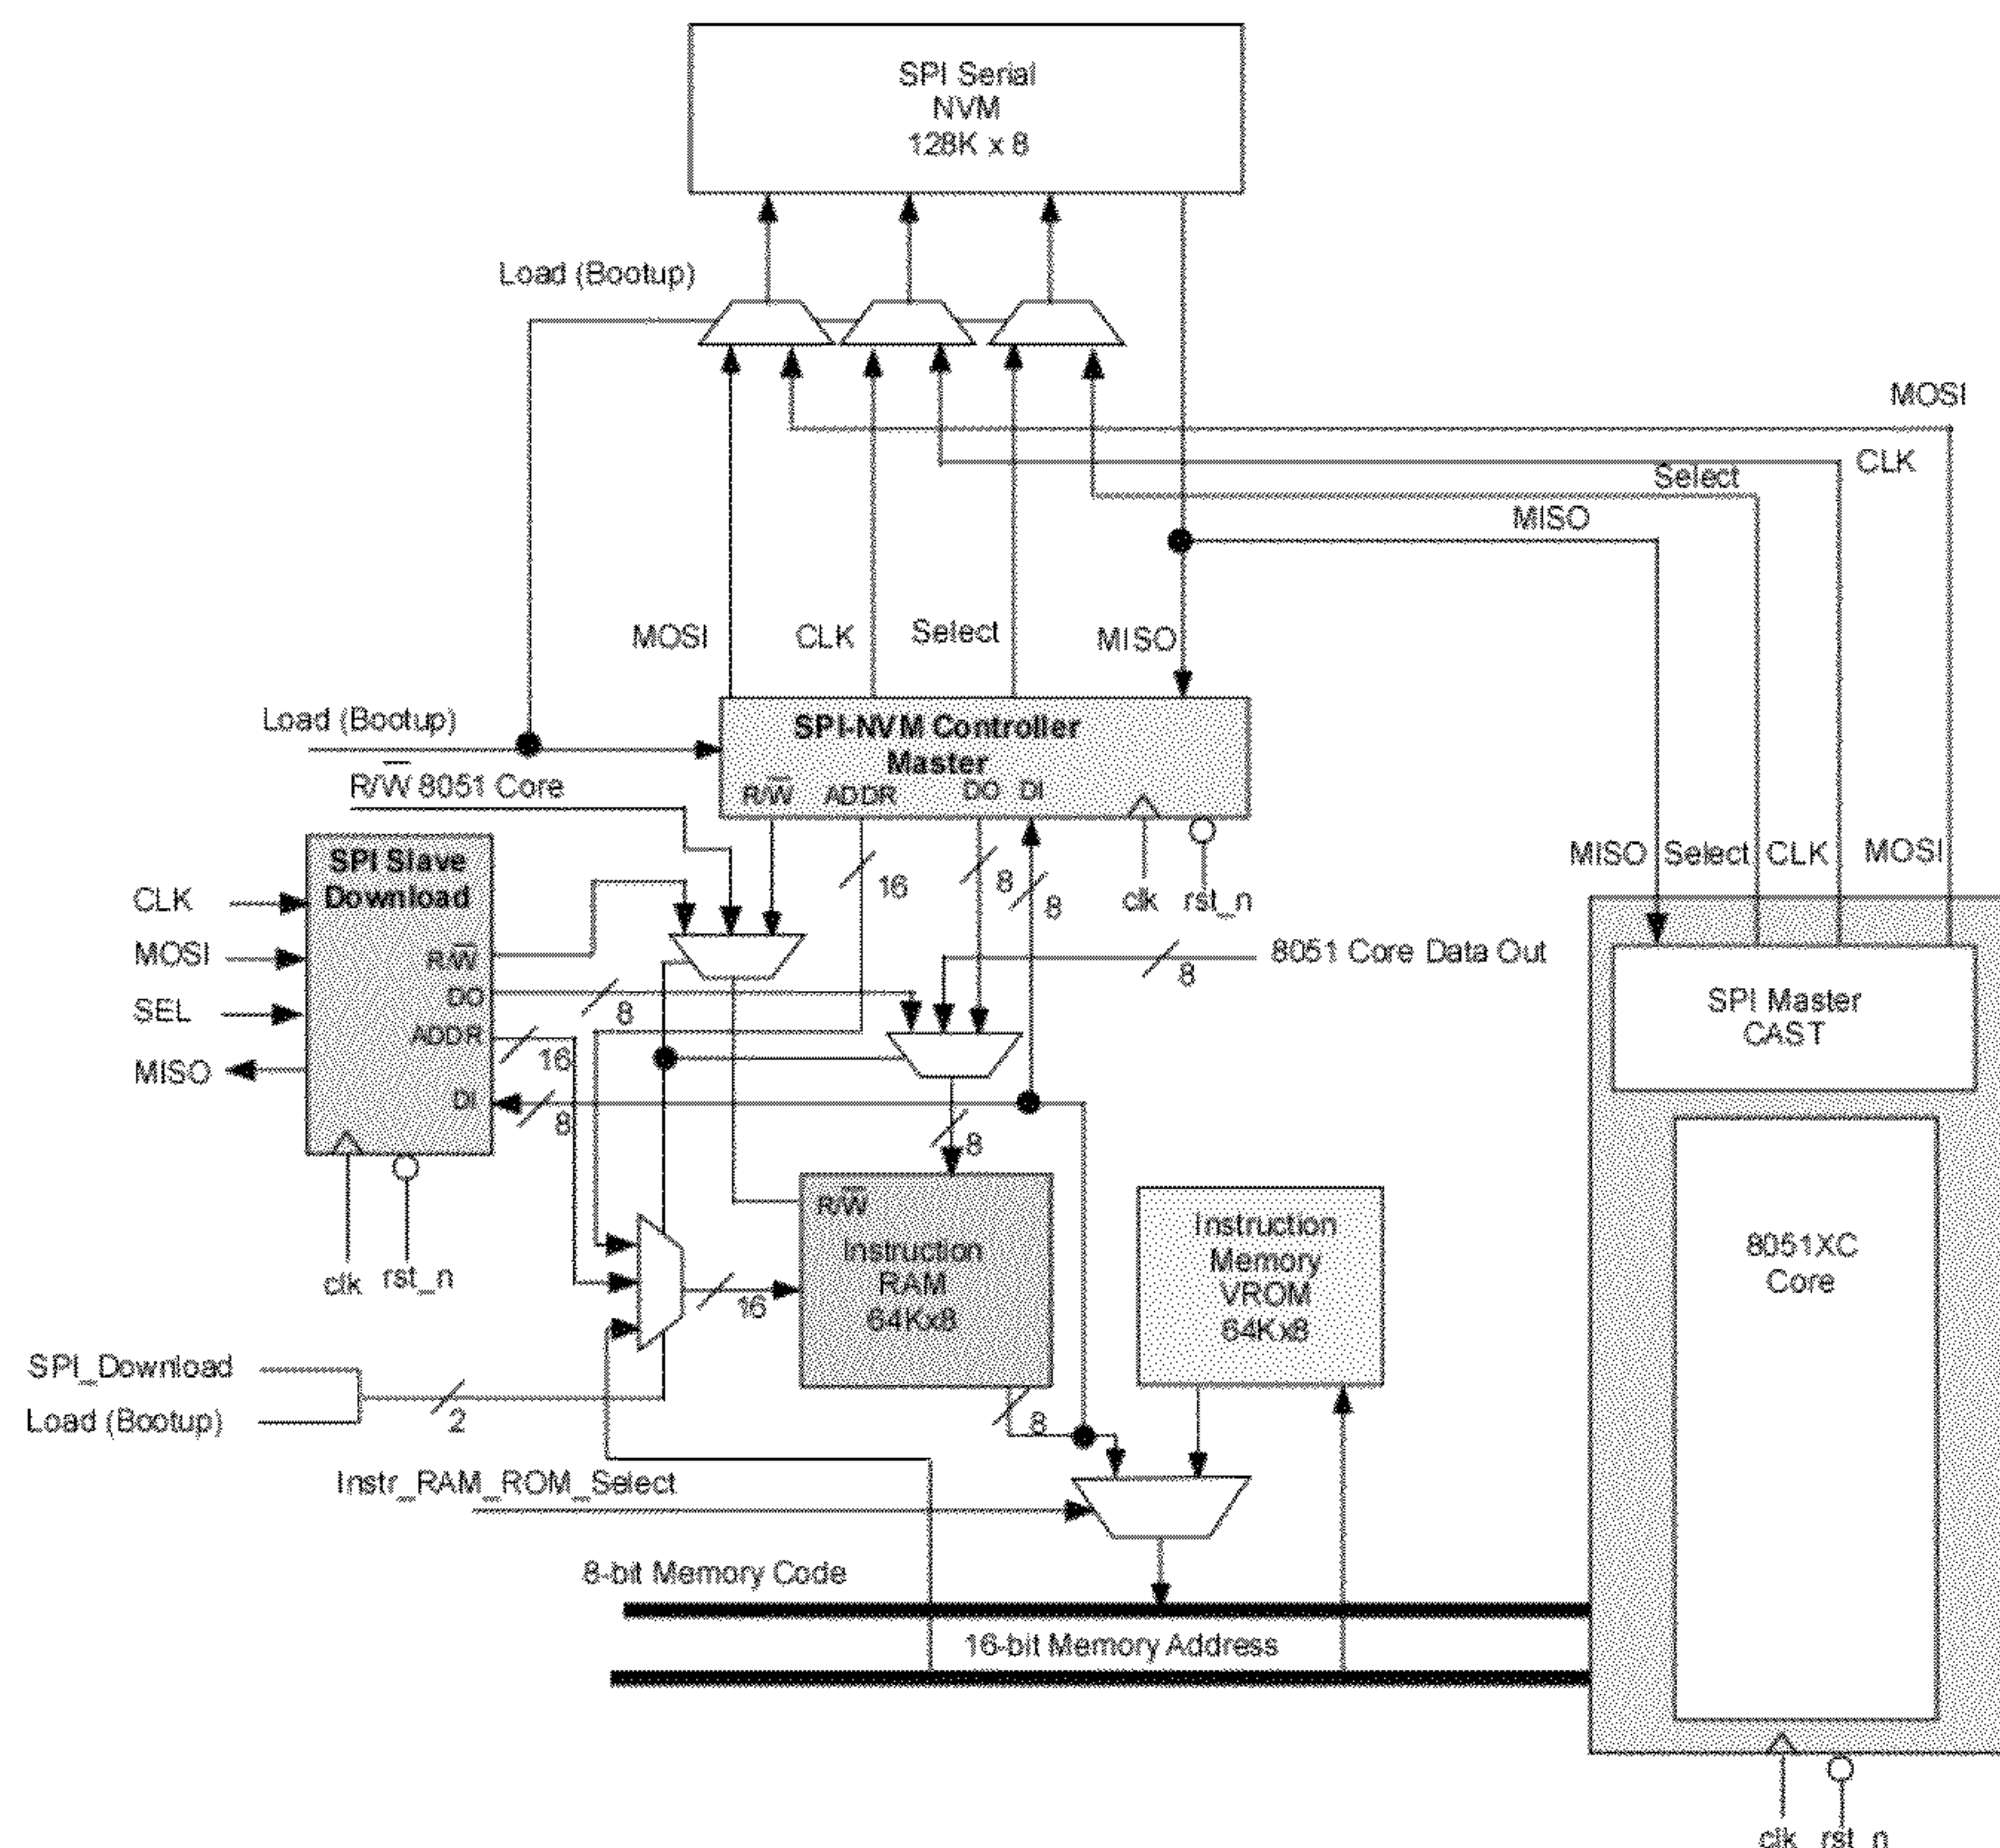 SPI Serial
NVM
128K x 8
Load (Bootup)
MOSI
CLK
Select
MISO
MOSI
CLK
Select
MISO
Load (Bootup)
SPI-NVM Controller
Master
R/W̅ ADDR DO DI
R/W̅ 8051 Core
16
8
8
clk
rst_n
MISO
Select
CLK
MOSI
SPI Slave
Download
CLK
MOSI
SEL
MISO
R/W̅
DO
ADDR
DI
8
16
8
clk
rst_n
8051 Core Data Out
8
8
SPI Master
CAST
R/W̅
Instruction
RAM
64Kx8
Instruction
Memory
VROM
64Kx8
8051XC
Core
16
SPI_Download
Load (Bootup)
2
8
Instr_RAM_ROM_Select
8-bit Memory Code
16-bit Memory Address
clk
rst_n